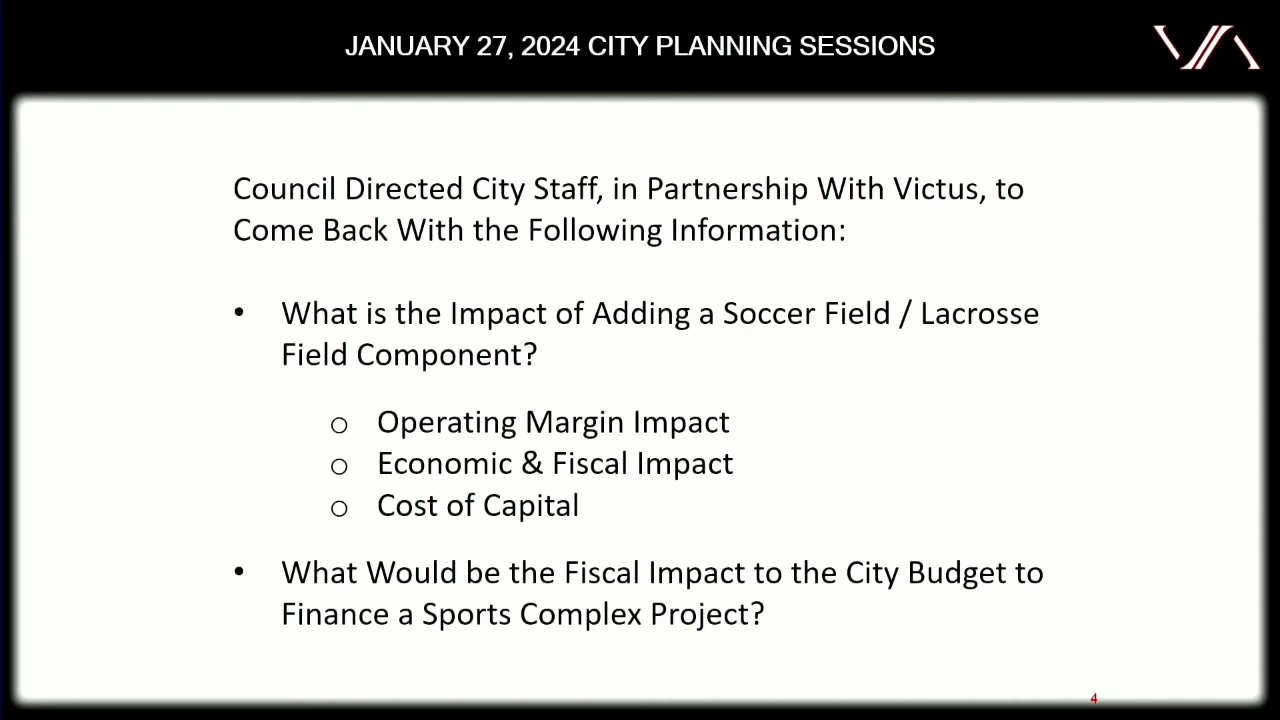 JANUARY 27, 2024 CITY PLANNING SESSIONS
Council Directed City Staff, in Partnership With Victus, to
Come Back With the Following Information:
• What is the Impact of Adding a Soccer Field / Lacrosse
Field Component?
o Operating Margin Impact
o Economic & Fiscal Impact
o Cost of Capital
• What Would be the Fiscal Impact to the City Budget to
Finance a Sports Complex Project?
4